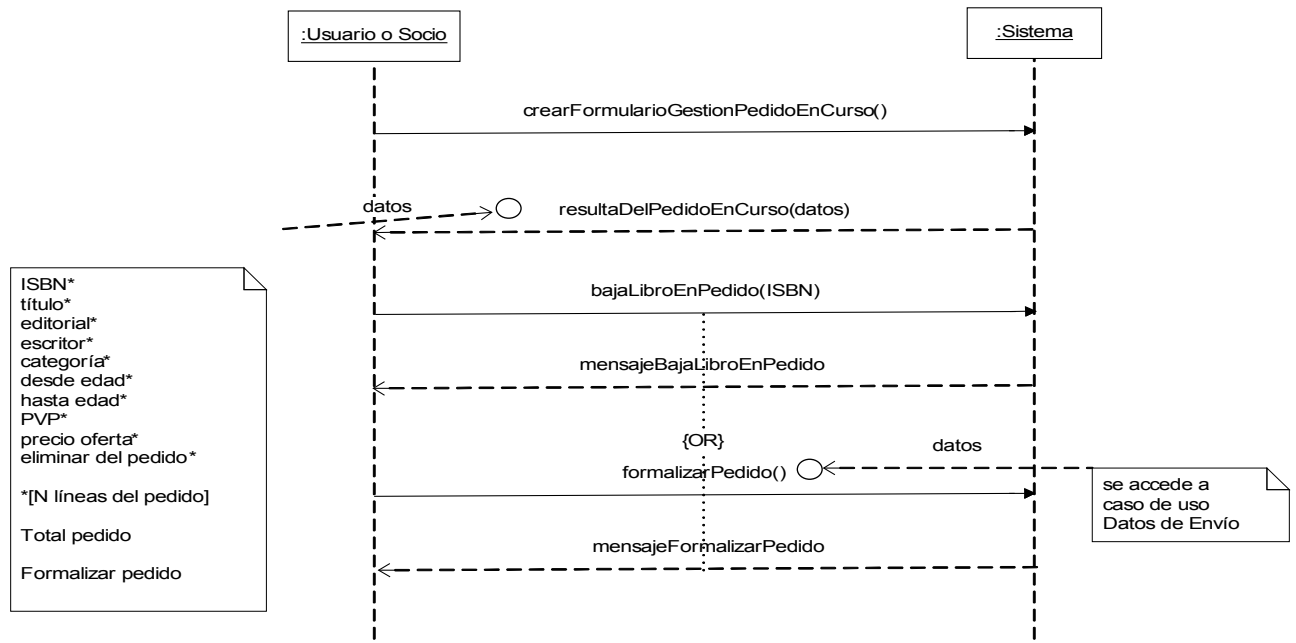 :Usuario o Socio
:Sistema
crearFormularioGestionPedidoEnCurso()
datos
resultaDelPedidoEnCurso(datos)
ISBN*
título*
editorial*
escritor*
categoría*
desde edad*
hasta edad*
PVP*
precio oferta*
eliminar del pedido*
*[N líneas del pedido]
Total pedido
Formalizar pedido
bajaLibroEnPedido(ISBN)
mensajeBajaLibroEnPedido
{OR}
datos
formalizarPedido()
se accede a
caso de uso
Datos de Envío
mensajeFormalizarPedido